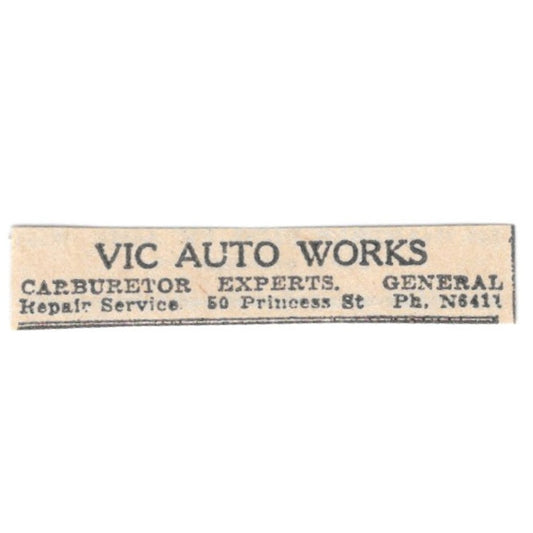 VIC AUTO WORKS
CARBURETOR EXPERTS. GENERAL
Repair Service. 50 Princess St Ph. N6411